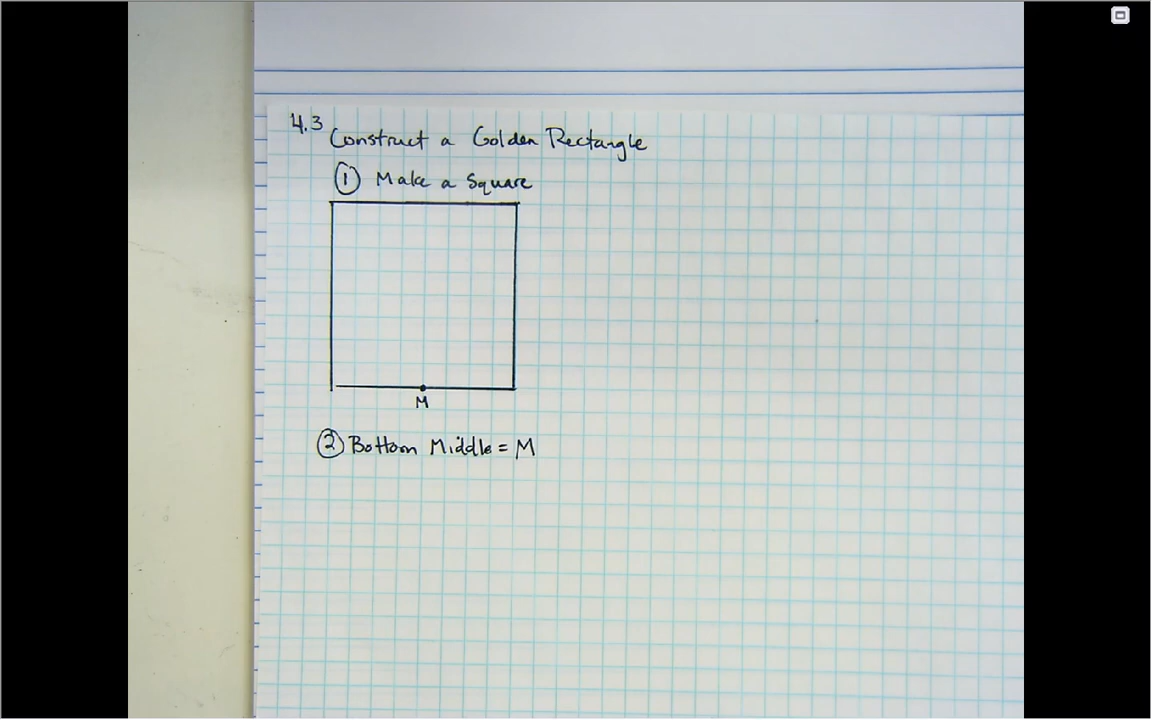 4.3 Construct a Golden Rectangle
① Make a Square
M
② Bottom Middle = M